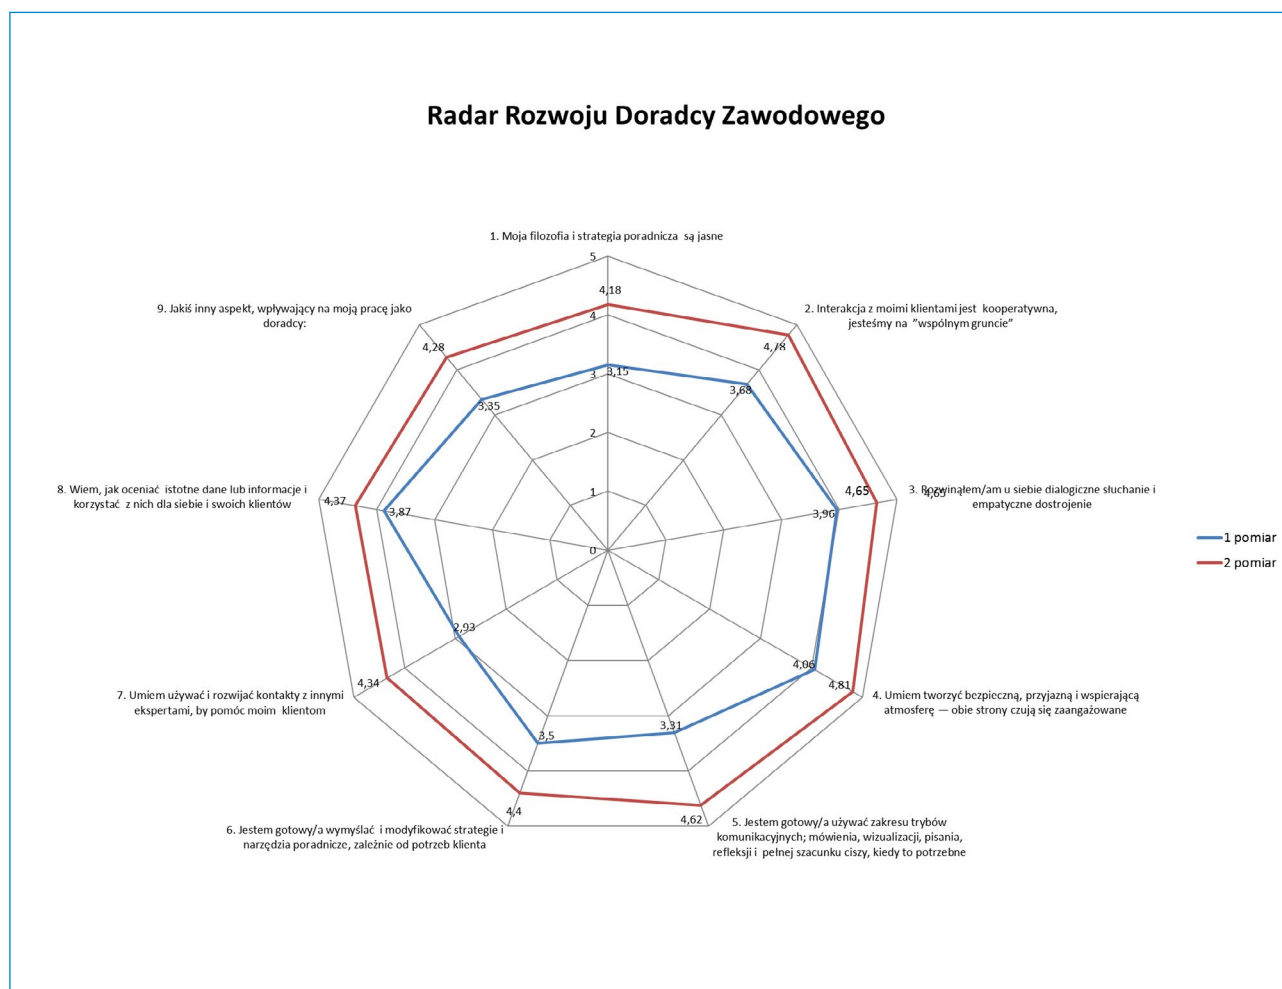 Radar Rozwoju Doradcy Zawodowego
1. Moja filozofia i strategia poradnicza są jasne
5
4,18
4
3
3,15
2
1
0
2. Interakcja z moimi klientami jest kooperatywna,
jesteśmy na ”wspólnym gruncie”
4,78
3,68
3. Rozwinąłem/am u siebie dialogiczne słuchanie i
empatyczne dostrojenie
4,65
4,65
3,96
4. Umiem tworzyć bezpieczną, przyjazną i wspierającą
atmosferę — obie strony czują się zaangażowane
4,06
4,81
5. Jestem gotowy/a używać zakresu trybów
komunikacyjnych; mówienia, wizualizacji, pisania,
refleksji i pełnej szacunku ciszy, kiedy to potrzebne
3,31
4,62
6. Jestem gotowy/a wymyślać i modyfikować strategie i
narzędzia poradnicze, zależnie od potrzeb klienta
3,5
4,4
7. Umiem używać i rozwijać kontakty z innymi
ekspertami, by pomóc moim klientom
2,93
4,34
8. Wiem, jak oceniać istotne dane lub informacje i
korzystać z nich dla siebie i swoich klientów
4,37
3,87
9. Jakiś inny aspekt, wpływający na moją pracę jako
doradcy:
4,28
3,35
1 pomiar
2 pomiar